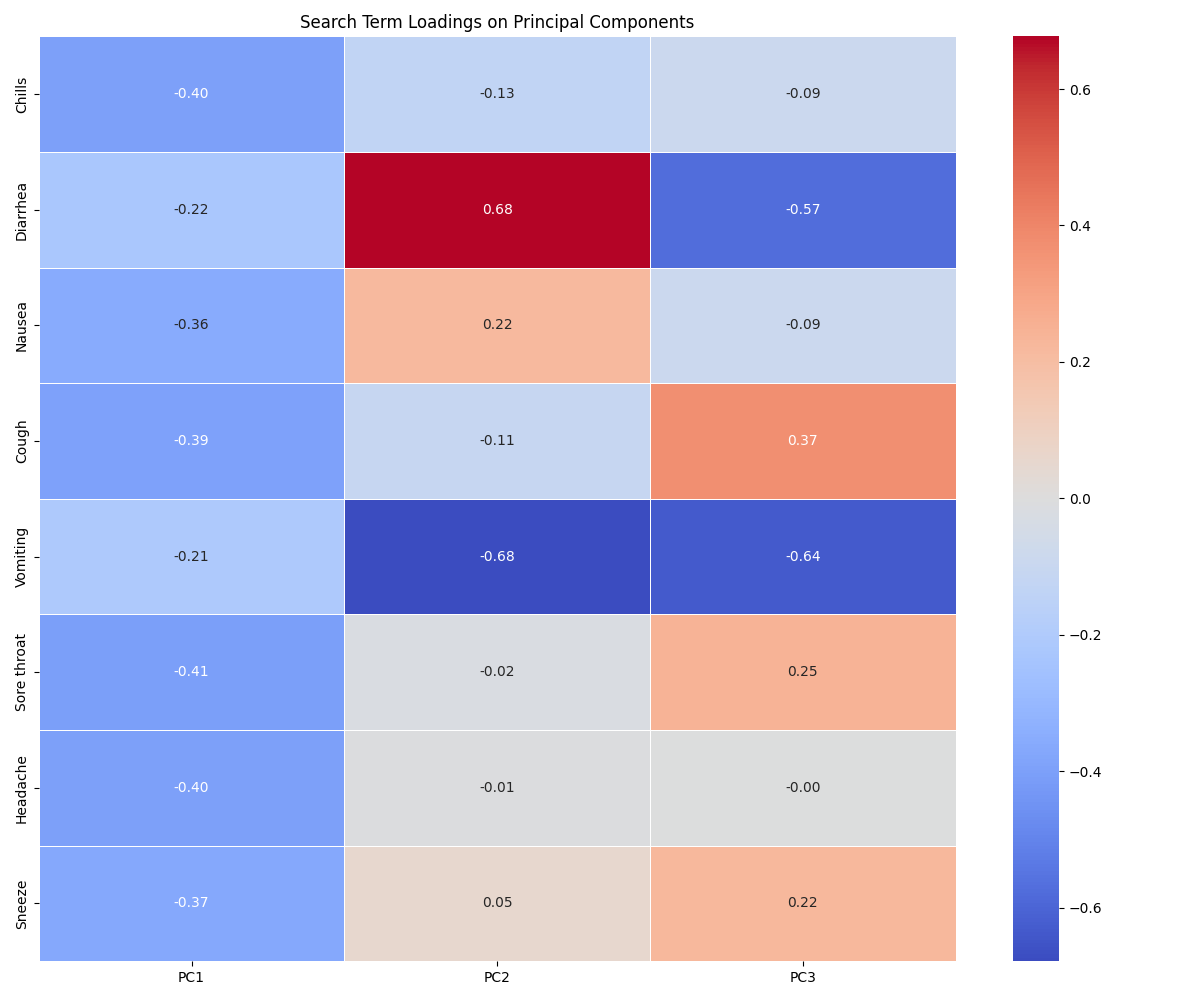 Search Term Loadings on Principal Components
Chills
-0.40
-0.13
-0.09
Diarrhea
-0.22
0.68
-0.57
Nausea
-0.36
0.22
-0.09
Cough
-0.39
-0.11
0.37
Vomiting
-0.21
-0.68
-0.64
Sore throat
-0.41
-0.02
0.25
Headache
-0.40
-0.01
-0.00
Sneeze
-0.37
0.05
0.22
PC1
PC2
PC3
0.6
0.4
0.2
0.0
−0.2
−0.4
−0.6